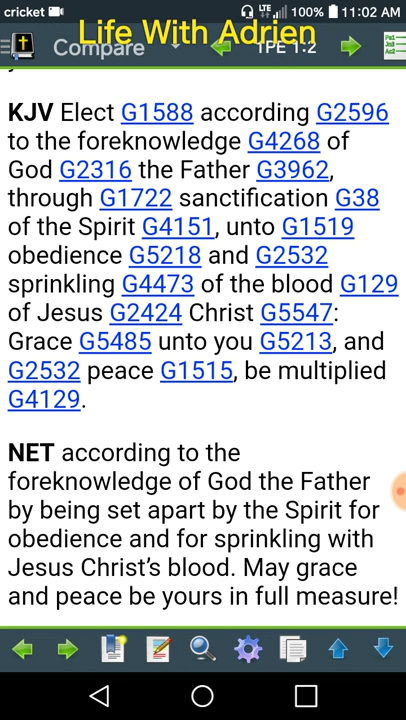 cricket LTE 100% 11:02 AM
Life With Adrien
Compare 1PE 1:2
KJV Elect G1588 according G2596
to the foreknowledge G4268 of
God G2316 the Father G3962,
through G1722 sanctification G38
of the Spirit G4151, unto G1519
obedience G5218 and G2532
sprinkling G4473 of the blood G129
of Jesus G2424 Christ G5547:
Grace G5485 unto you G5213, and
G2532 peace G1515, be multiplied
G4129.
NET according to the
foreknowledge of God the Father
by being set apart by the Spirit for
obedience and for sprinkling with
Jesus Christ’s blood. May grace
and peace be yours in full measure!